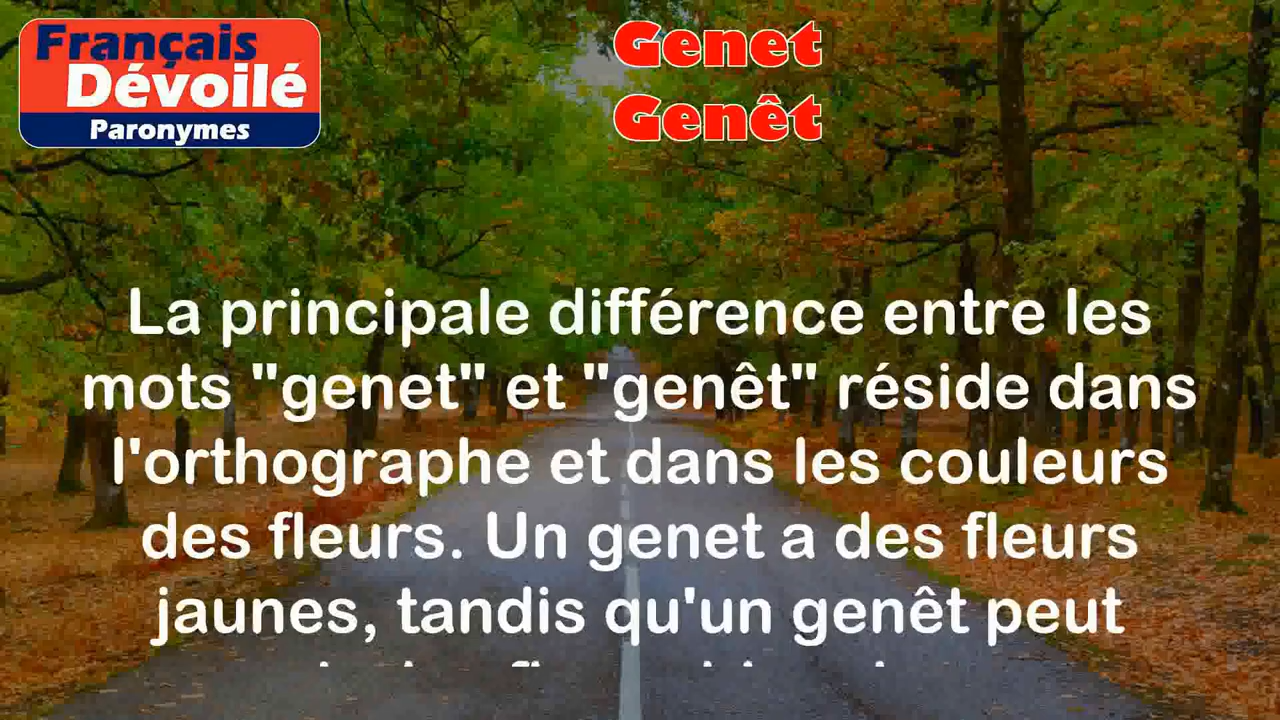 Français
Dévoilé
Paronymes
Genet
Genêt
La principale différence entre les
mots "genet" et "genêt" réside dans
l'orthographe et dans les couleurs
des fleurs. Un genet a des fleurs
jaunes, tandis qu'un genêt peut